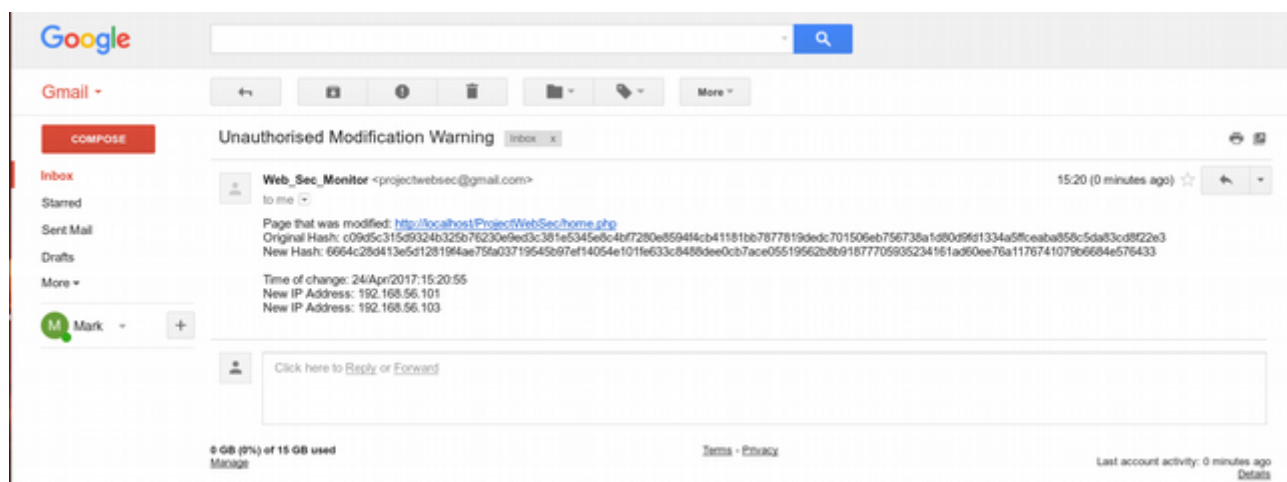 Google
Gmail
More
COMPOSE
Unauthorised Modification Warning Inbox x
Inbox
Starred
Sent Mail
Drafts
More
Mark
Web_Sec_Monitor <projectwebsec@gmail.com>
15:20 (0 minutes ago)
to me
Page that was modified: http://localhost/ProjectWebSec/home.php
Original Hash:
New Hash:
Time of change: 24/Apr/2017:15:20:55
New IP Address: 192.168.56.101
New IP Address: 192.168.56.103
Click here to Reply or Forward
0 GB (0%) of 15 GB used
Manage
Terms - Privacy
Last account activity: 0 minutes ago
Details